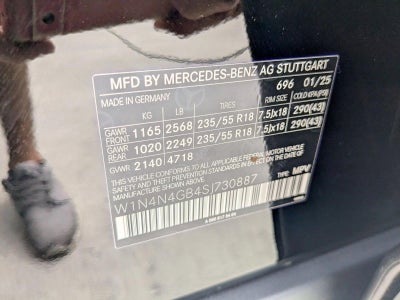 MFD BY MERCEDES-BENZ AG STUTTGART
MADE IN GERMANY 696 01/25
KG LB TIRES RIM SIZE COLD KPA(PSI)
GAWR FRONT 1165 2568 235/55 R18 7.5Jx18 290(43)
GAWR REAR 1020 2249 235/55 R18 7.5Jx18 290(43)
GVWR 2140 4718
THIS VEHICLE CONFORMS TO ALL APPLICABLE FEDERAL MOTOR VEHICLE
SAFETY AND THEFT PREVENTION STANDARDS IN EFFECT ON THE DATE OF
MANUFACTURE SHOWN ABOVE.
W1N4N4GB4SJ730887 TYPE: MPV